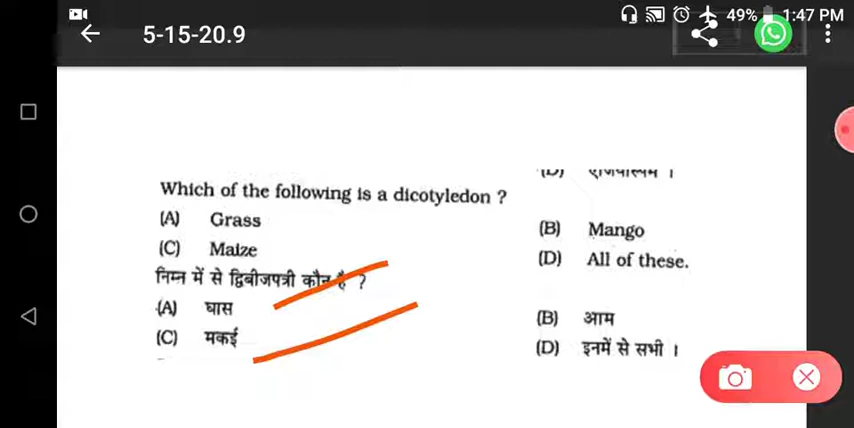 49% 1:47 PM
5-15-20.9
Which of the following is a dicotyledon ?
(A) Grass (B) Mango
(C) Maize (D) All of these.
निम्न में से द्विबीजपत्री कौन है ?
(A) घास (B) आम
(C) मकई (D) इनमें से सभी ।